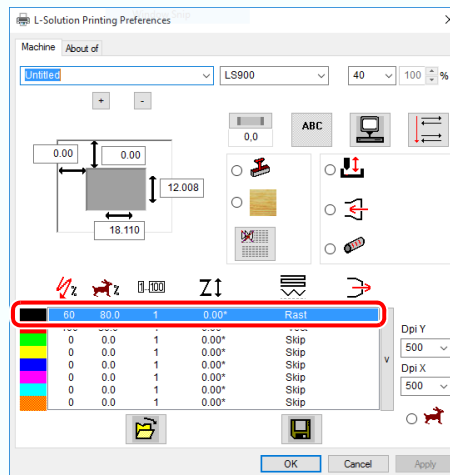 L-Solution Printing Preferences
Machine About of
Untitled LS900 40 100 %
+ -
0,0 ABC
0.00 0.00
12.008
18.110
% % 1-100 Z
60 80.0 1 0.00* Rast
0 0.0 1 0.00* Skip
0 0.0 1 0.00* Skip
0 0.0 1 0.00* Skip
0 0.0 1 0.00* Skip
0 0.0 1 0.00* Skip
0 0.0 1 0.00* Skip
Dpi Y
500
v
Dpi X
500
OK Cancel Apply